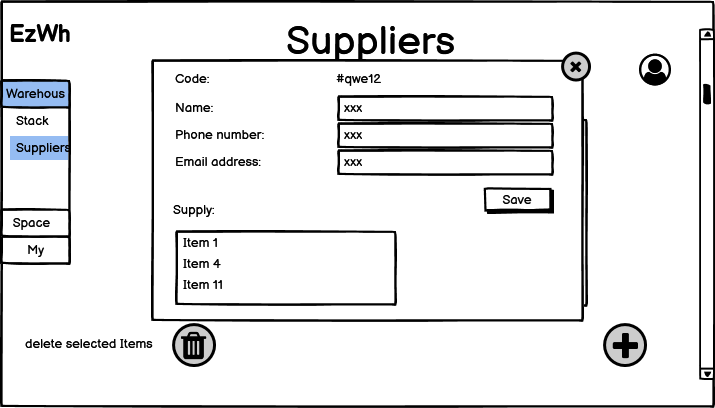 EzWh
Suppliers
Code: #qwe12
Warehous
Name: xxx
Stack
Phone number: xxx
Suppliers
Email address: xxx
Save
Supply:
Space
Item 1
My
Item 4
Item 11
delete selected Items